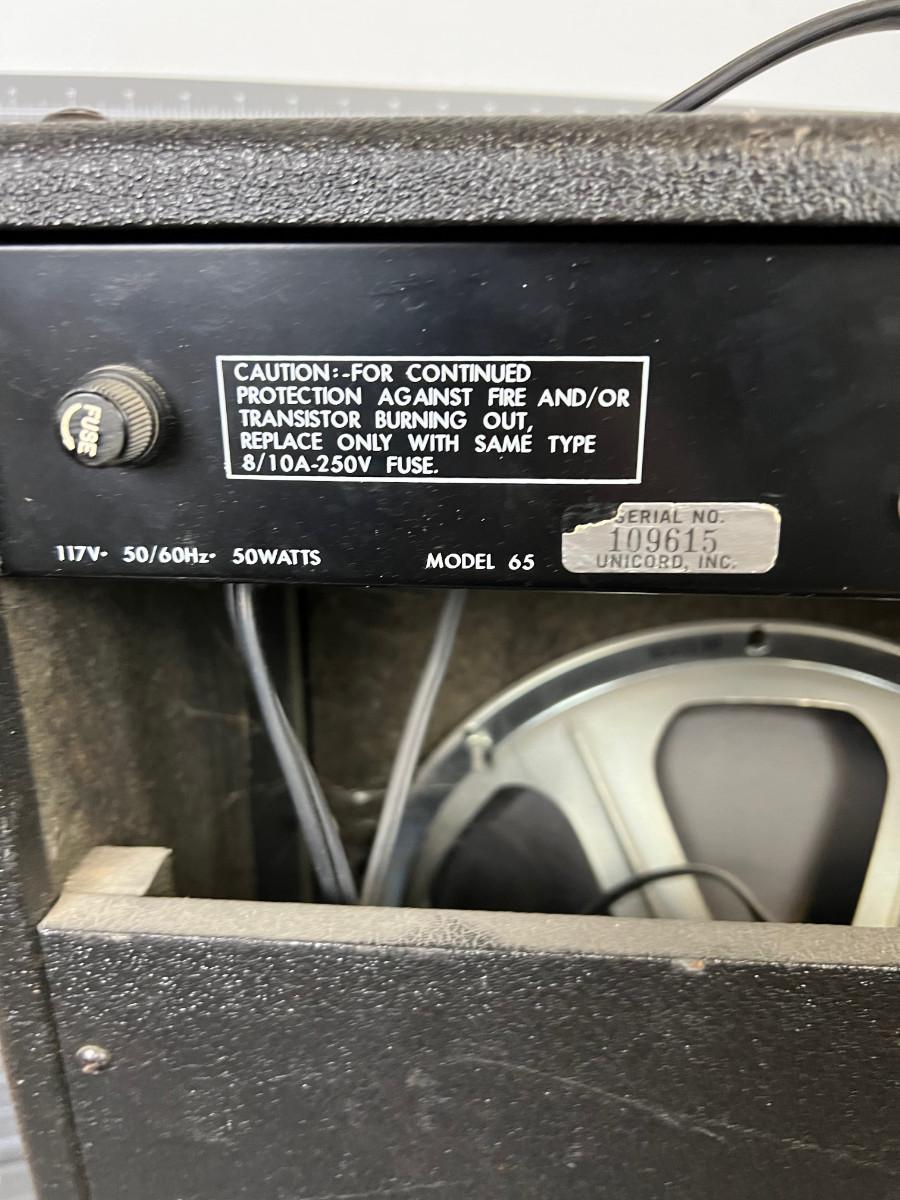 CAUTION:-FOR CONTINUED
PROTECTION AGAINST FIRE AND/OR
TRANSISTOR BURNING OUT,
REPLACE ONLY WITH SAME TYPE
8/10A-250V FUSE.
FUSE
SERIAL NO.
109615
UNICORD, INC.
117V· 50/60Hz· 50WATTS
MODEL 65